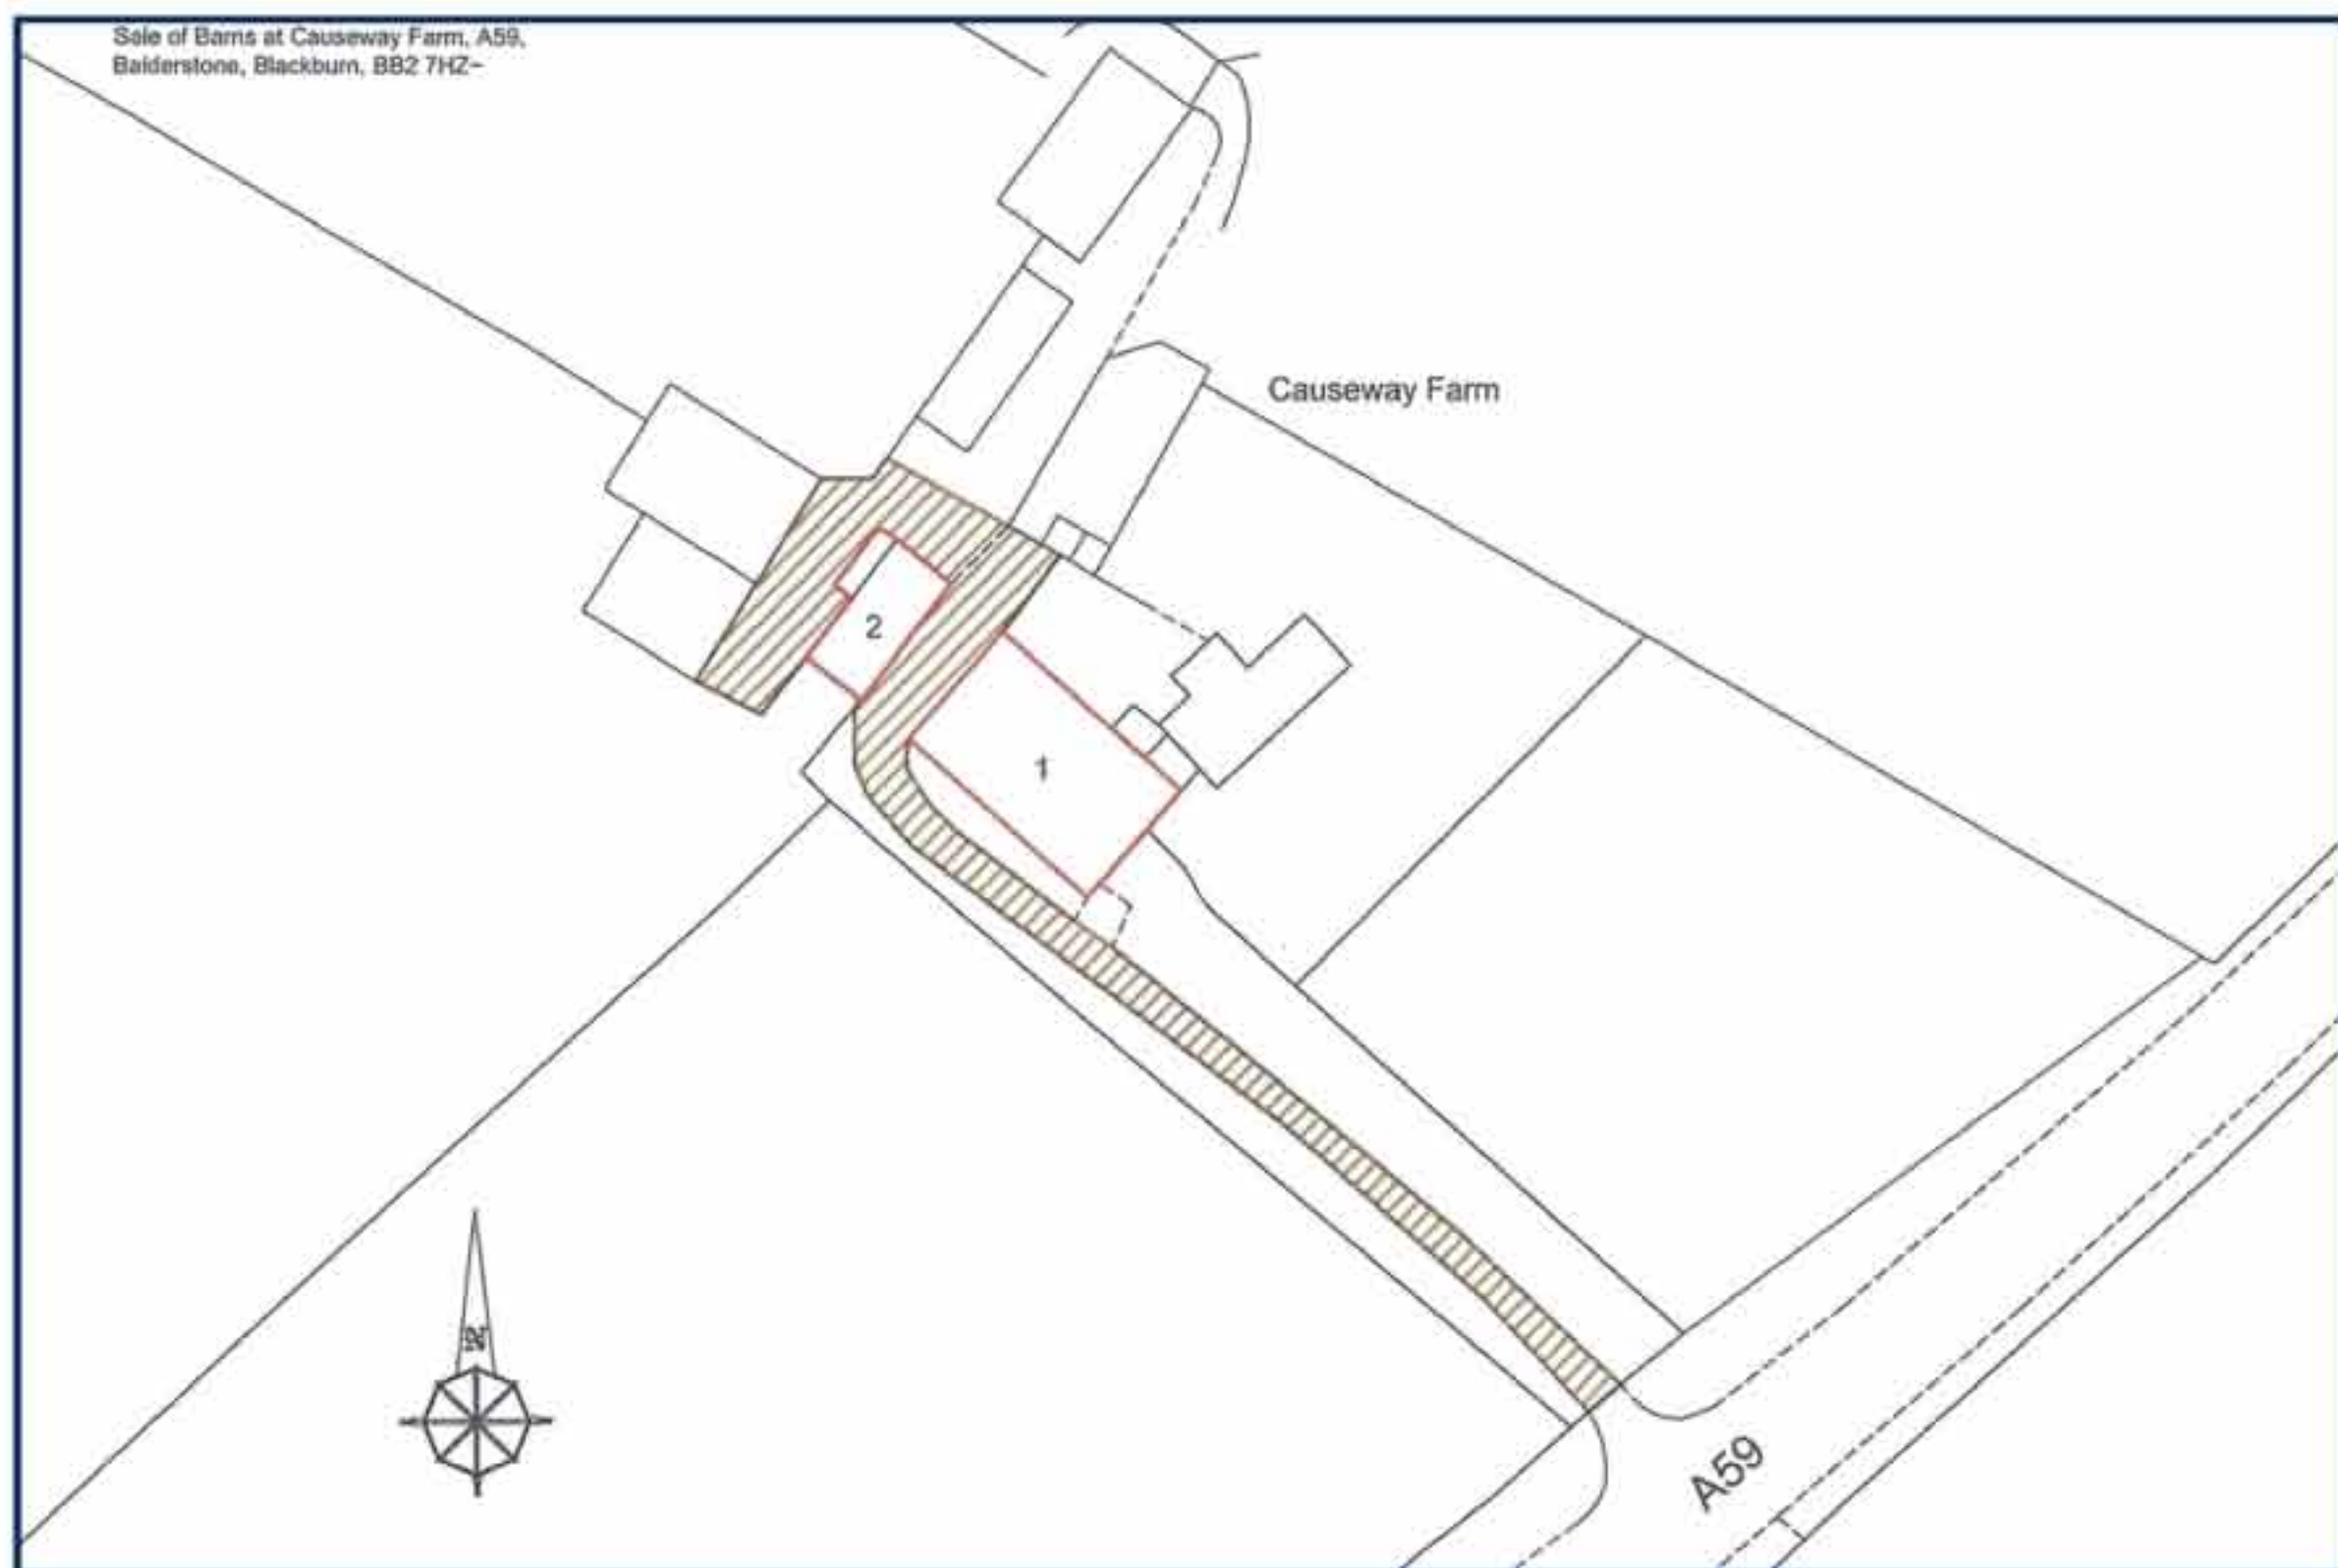 Sale of Barns at Causeway Farm, A59,
Balderstone, Blackburn, BB2 7HZ~
Causeway Farm
2
1
N
A59